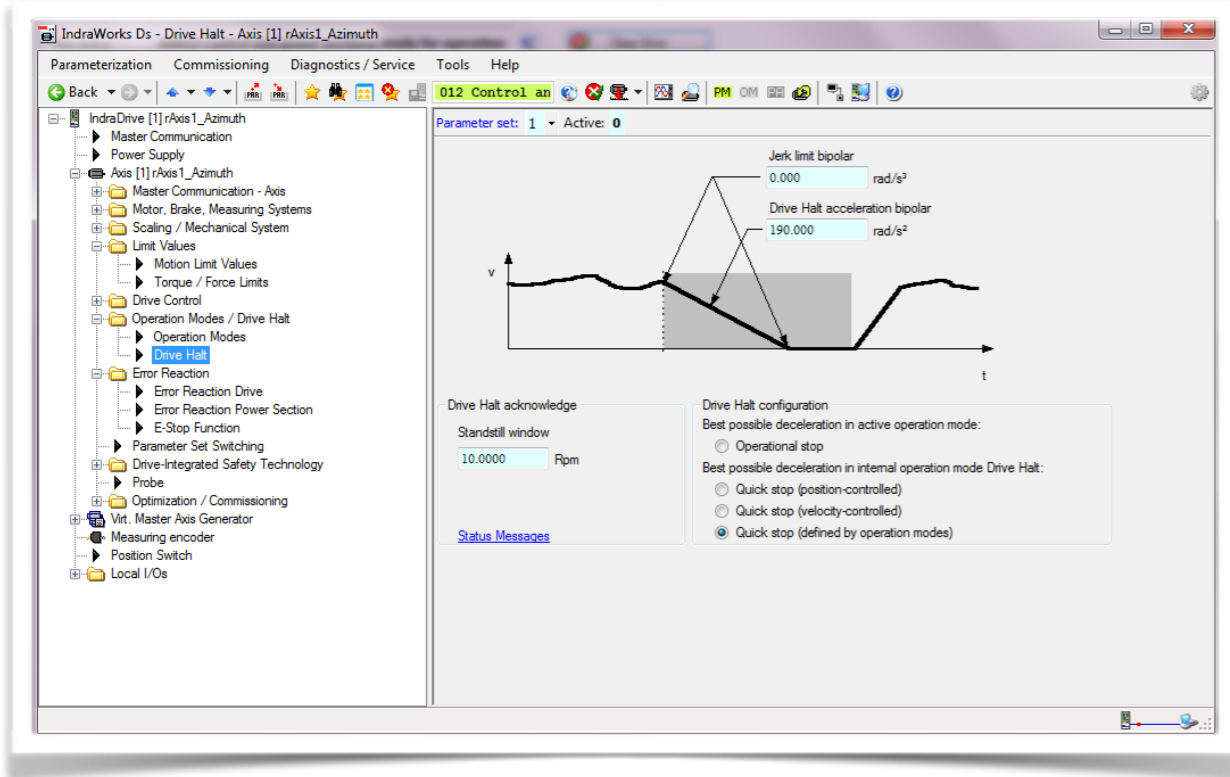 IndraWorks Ds - Drive Halt - Axis [1] rAxis1_Azimuth
Parameterization Commissioning Diagnostics / Service Tools Help
Back PAR PAR 012 Control an PM OM
IndraDrive [1] rAxis1_Azimuth
Master Communication
Power Supply
Axis [1] rAxis1_Azimuth
Master Communication - Axis
Motor, Brake, Measuring Systems
Scaling / Mechanical System
Limit Values
Motion Limit Values
Torque / Force Limits
Drive Control
Operation Modes / Drive Halt
Operation Modes
Drive Halt
Error Reaction
Error Reaction Drive
Error Reaction Power Section
E-Stop Function
Parameter Set Switching
Drive-Integrated Safety Technology
Probe
Optimization / Commissioning
Virt. Master Axis Generator
Measuring encoder
Position Switch
Local I/Os
Parameter set: 1 Active: 0
Jerk limit bipolar
0.000 rad/s³
Drive Halt acceleration bipolar
190.000 rad/s²
v
t
Drive Halt acknowledge
Standstill window
10.0000 Rpm
Status Messages
Drive Halt configuration
Best possible deceleration in active operation mode:
Operational stop
Best possible deceleration in internal operation mode Drive Halt:
Quick stop (position-controlled)
Quick stop (velocity-controlled)
Quick stop (defined by operation modes)